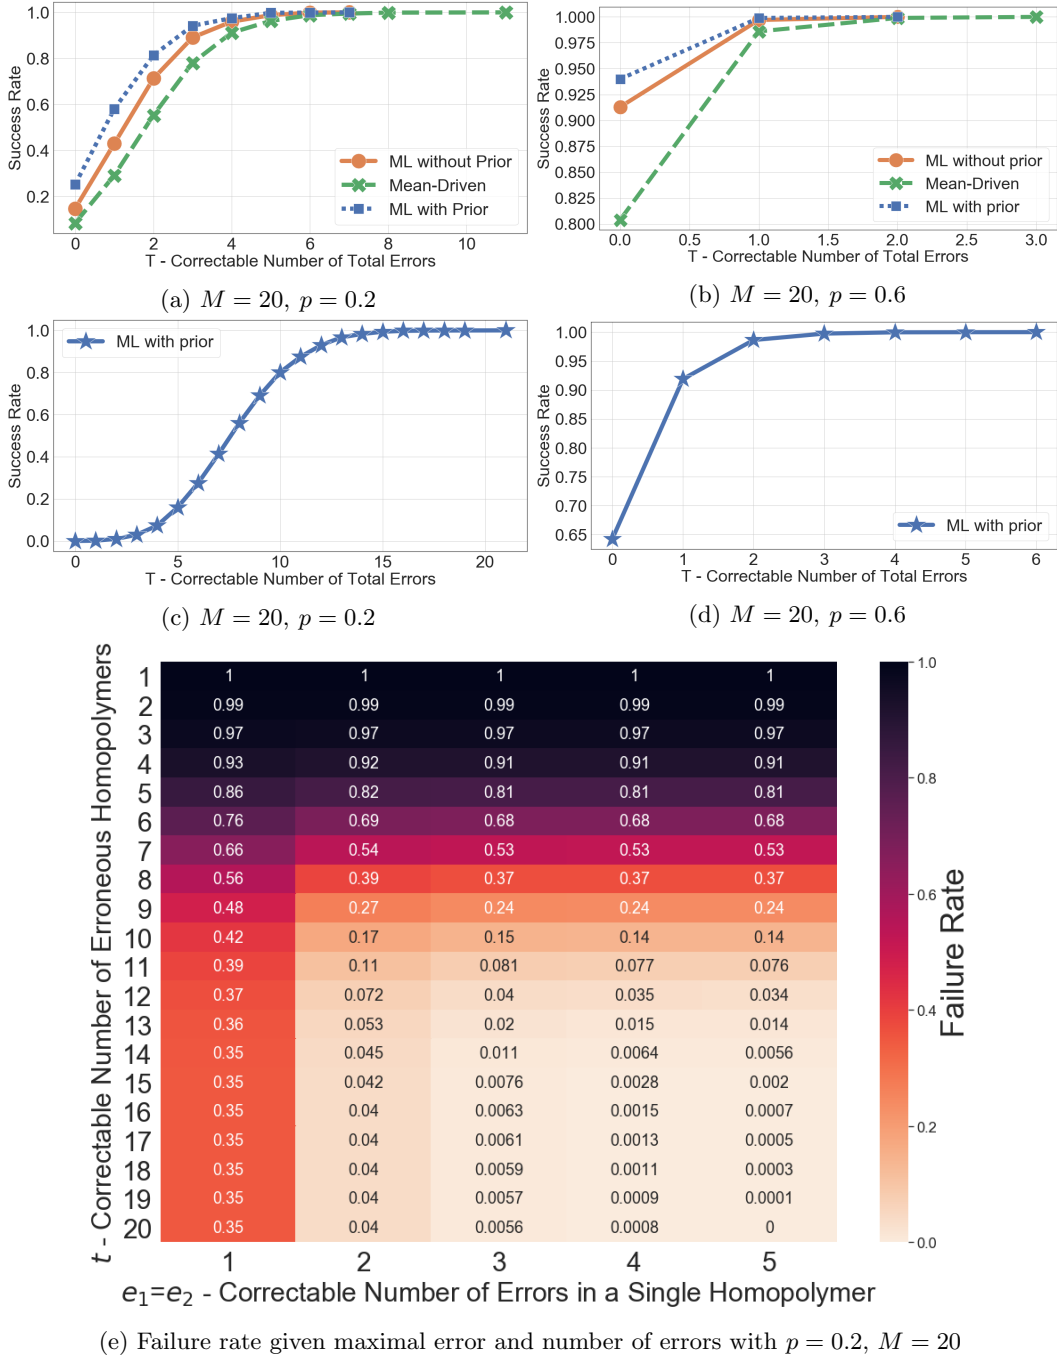 1.0
0.8
0.6
0.4
0.2
Success Rate
ML without Prior
Mean-Driven
ML with Prior
0 2 4 6 8 10
T - Correctable Number of Total Errors
(a) M = 20, p = 0.2
1.000
0.975
0.950
0.925
0.900
0.875
0.850
0.825
0.800
Success Rate
ML without prior
Mean-Driven
ML with prior
0.0 0.5 1.0 1.5 2.0 2.5 3.0
T - Correctable Number of Total Errors
(b) M = 20, p = 0.6
1.0
0.8
0.6
0.4
0.2
0.0
Success Rate
ML with prior
0 5 10 15 20
T - Correctable Number of Total Errors
(c) M = 20, p = 0.2
1.00
0.95
0.90
0.85
0.80
0.75
0.70
0.65
Success Rate
ML with prior
0 1 2 3 4 5 6
T - Correctable Number of Total Errors
(d) M = 20, p = 0.6
t - Correctable Number of Erroneous Homopolymers
1 1 1 1 1 1
2 0.99 0.99 0.99 0.99 0.99
3 0.97 0.97 0.97 0.97 0.97
4 0.93 0.92 0.91 0.91 0.91
5 0.86 0.82 0.81 0.81 0.81
6 0.76 0.69 0.68 0.68 0.68
7 0.66 0.54 0.53 0.53 0.53
8 0.56 0.39 0.37 0.37 0.37
9 0.48 0.27 0.24 0.24 0.24
10 0.42 0.17 0.15 0.14 0.14
11 0.39 0.11 0.081 0.077 0.076
12 0.37 0.072 0.04 0.035 0.034
13 0.36 0.053 0.02 0.015 0.014
14 0.35 0.045 0.011 0.0064 0.0056
15 0.35 0.042 0.0076 0.0028 0.002
16 0.35 0.04 0.0063 0.0015 0.0007
17 0.35 0.04 0.0061 0.0013 0.0005
18 0.35 0.04 0.0059 0.0011 0.0003
19 0.35 0.04 0.0057 0.0009 0.0001
20 0.35 0.04 0.0056 0.0008 0
1 2 3 4 5
e₁=e₂ - Correctable Number of Errors in a Single Homopolymer
1.0
0.8
0.6
0.4
0.2
0.0
Failure Rate
(e) Failure rate given maximal error and number of errors with p = 0.2, M = 20